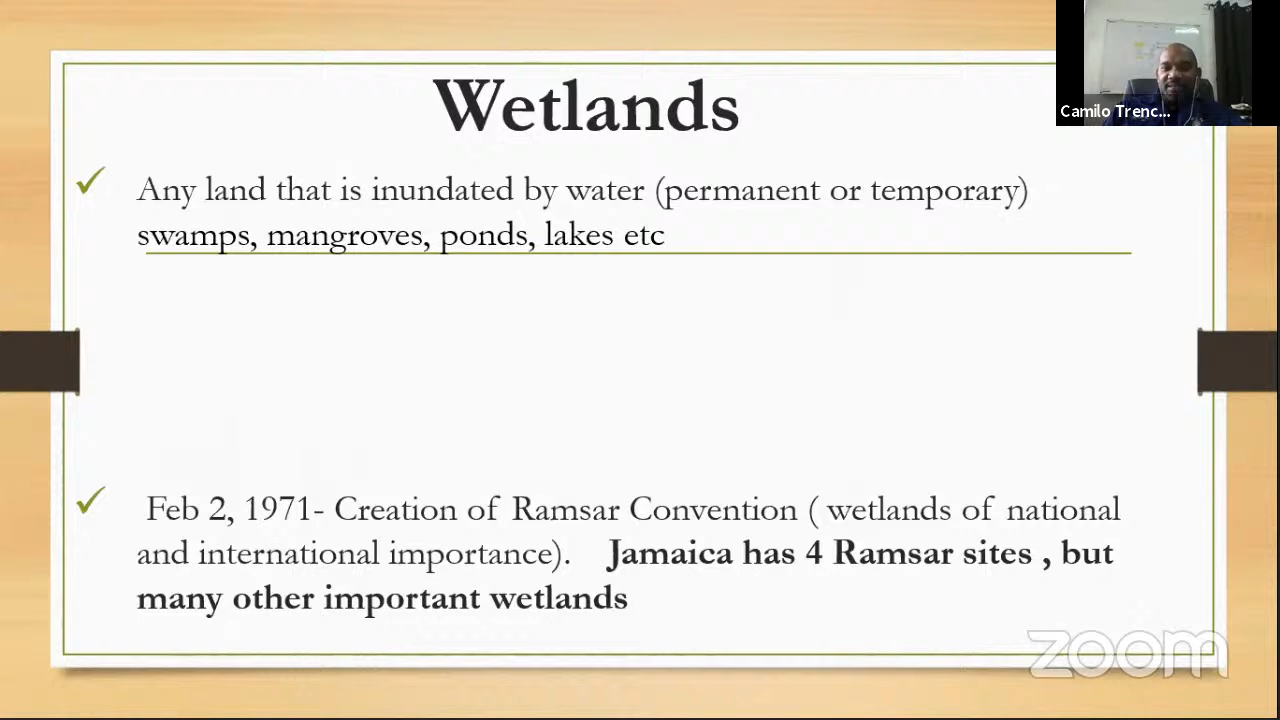 Wetlands
Camilo Trenc...
✓ Any land that is inundated by water (permanent or temporary)
swamps, mangroves, ponds, lakes etc
✓ Feb 2, 1971- Creation of Ramsar Convention ( wetlands of national
and international importance). Jamaica has 4 Ramsar sites , but
many other important wetlands
zoom